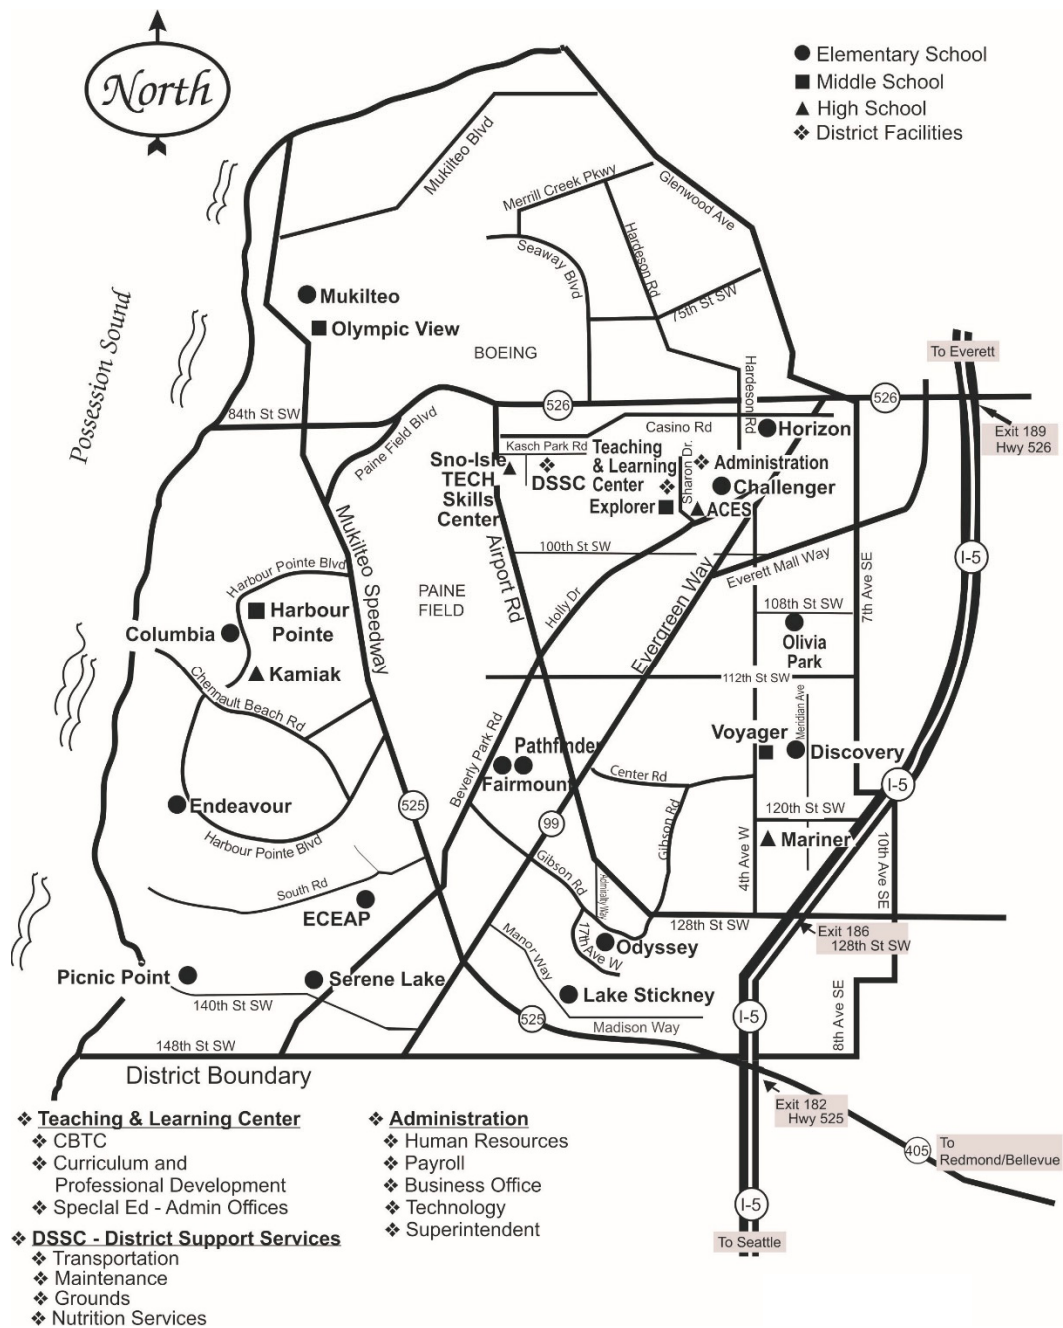 North
Elementary School
Middle School
High School
District Facilities
Mukilteo Blvd
Merrill Creek Pkwy
Glenwood Ave
Hardeson Rd
Seaway Blvd
75th St SW
Possession Sound
Mukilteo
Olympic View
BOEING
To Everett
Hardeson Rd
526
526
84th St SW
Paine Field Blvd
Casino Rd
Horizon
Exit 189
Hwy 526
Kasch Park Rd
Sno-Isle
TECH
Skills
Center
DSSC
Teaching
& Learning
Center
Sharon Dr.
Administration
Challenger
Explorer
ACES
Mukilteo Speedway
Airport Rd
100th St SW
Everett Mall Way
I-5
7th Ave SE
Harbour Pointe Blvd
PAINE
FIELD
Holly Dr
Evergreen Way
108th St SW
Harbour
Pointe
Columbia
Olivia
Park
Kamiak
112th St SW
Chennault Beach Rd
Meridian Ave
Voyager
Discovery
Beverly Park Rd
Pathfinder
Fairmount
Center Rd
I-5
Endeavour
525
99
120th St SW
Gibson Rd
Harbour Pointe Blvd
Mariner
10th Ave SE
4th Ave W
Gibson Rd
Admiralty Way
South Rd
ECEAP
128th St SW
Exit 186
128th St SW
Manor Way
17th Ave W
Odyssey
Picnic Point
Serene Lake
Lake Stickney
140th St SW
525
Madison Way
I-5
8th Ave SE
148th St SW
District Boundary
Exit 182
Hwy 525
405
To
Redmond/Bellevue
I-5
To Seattle
Teaching & Learning Center
CBTC
Curriculum and
Professional Development
Special Ed - Admin Offices
DSSC - District Support Services
Transportation
Maintenance
Grounds
Nutrition Services
Administration
Human Resources
Payroll
Business Office
Technology
Superintendent